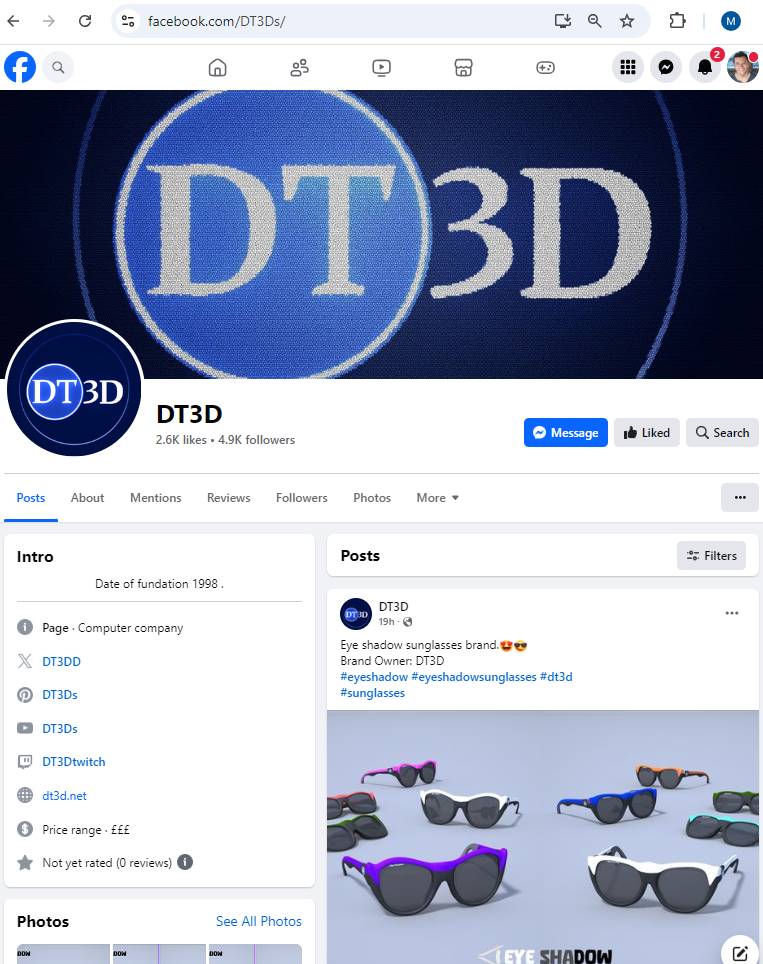 facebook.com/DT3Ds/
M
2
DT3D
DT3D
DT3D
2.6K likes • 4.9K followers
Message
Liked
Search
Posts
About
Mentions
Reviews
Followers
Photos
More
Intro
Date of fundation 1998 .
Page · Computer company
DT3DD
DT3Ds
DT3Ds
DT3Dtwitch
dt3d.net
Price range · £££
Not yet rated (0 reviews)
Photos
See All Photos
DOW
DOW
DOW
Posts
Filters
DT3D
DT3D
19h ·
Eye shadow sunglasses brand.😍😎
Brand Owner: DT3D
#eyeshadow #eyeshadowsunglasses #dt3d
#sunglasses
EYE SHADOW